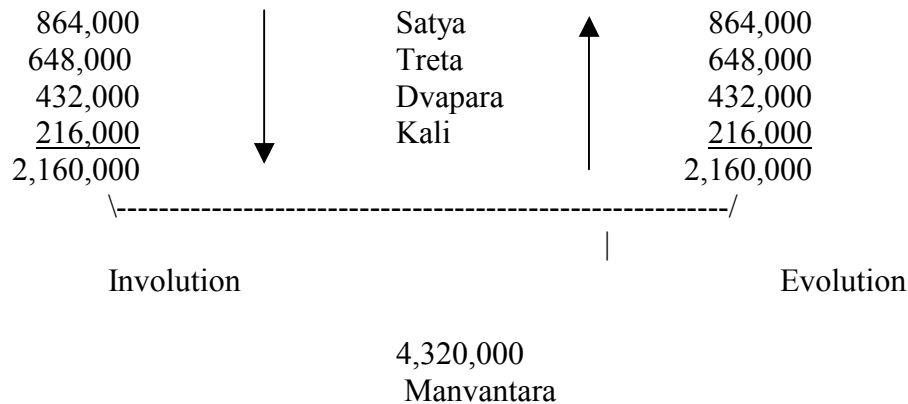 864,000 Satya 864,000
648,000 Treta 648,000
432,000 Dvapara 432,000
216,000 Kali 216,000
2,160,000 2,160,000
\----------------------------------------------------------/
|
Involution Evolution
4,320,000
Manvantara